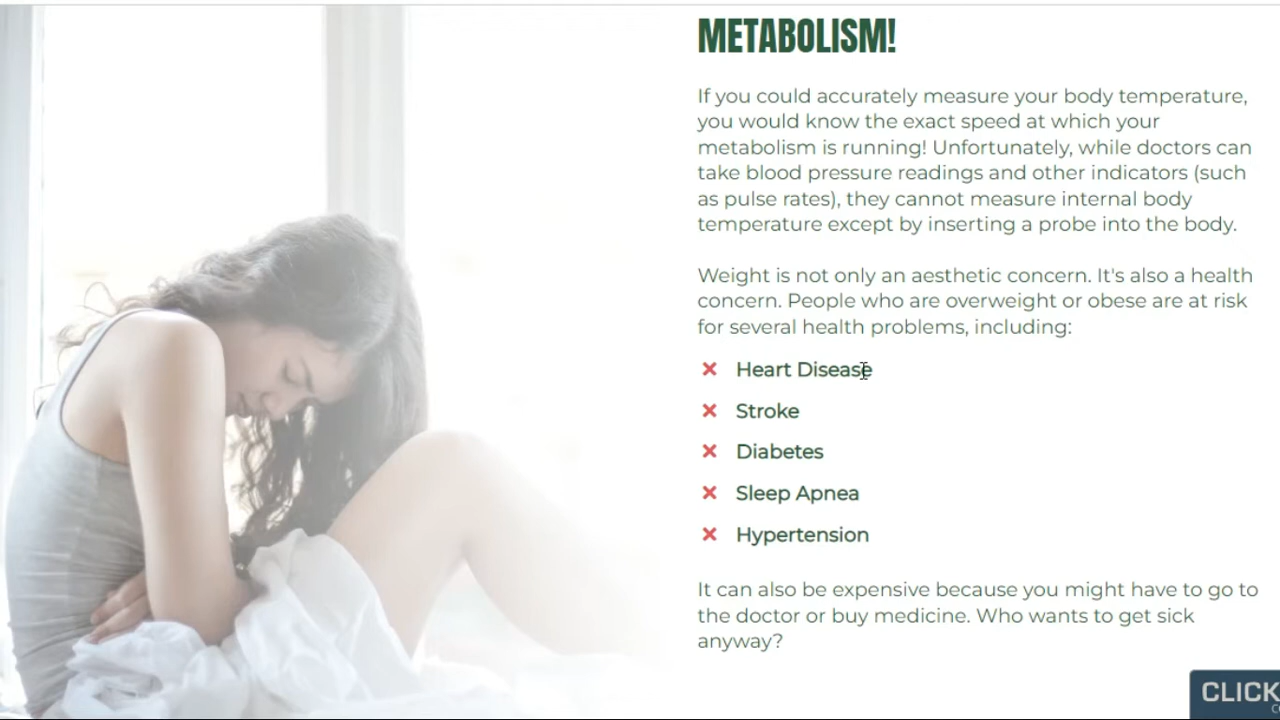 METABOLISM!
If you could accurately measure your body temperature,
you would know the exact speed at which your
metabolism is running! Unfortunately, while doctors can
take blood pressure readings and other indicators (such
as pulse rates), they cannot measure internal body
temperature except by inserting a probe into the body.
Weight is not only an aesthetic concern. It's also a health
concern. People who are overweight or obese are at risk
for several health problems, including:
Heart Disease
Stroke
Diabetes
Sleep Apnea
Hypertension
It can also be expensive because you might have to go to
the doctor or buy medicine. Who wants to get sick
anyway?
CLICK